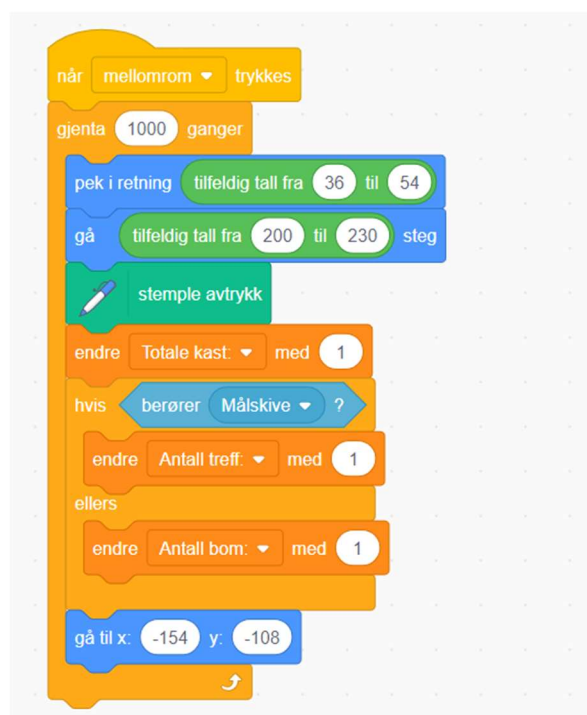 når mellomrom trykkes
gjenta 1000 ganger
pek i retning tilfeldig tall fra 36 til 54
gå tilfeldig tall fra 200 til 230 steg
stemple avtrykk
endre Totale kast: med 1
hvis berører Målskive ?
endre Antall treff: med 1
ellers
endre Antall bom: med 1
gå til x: -154 y: -108